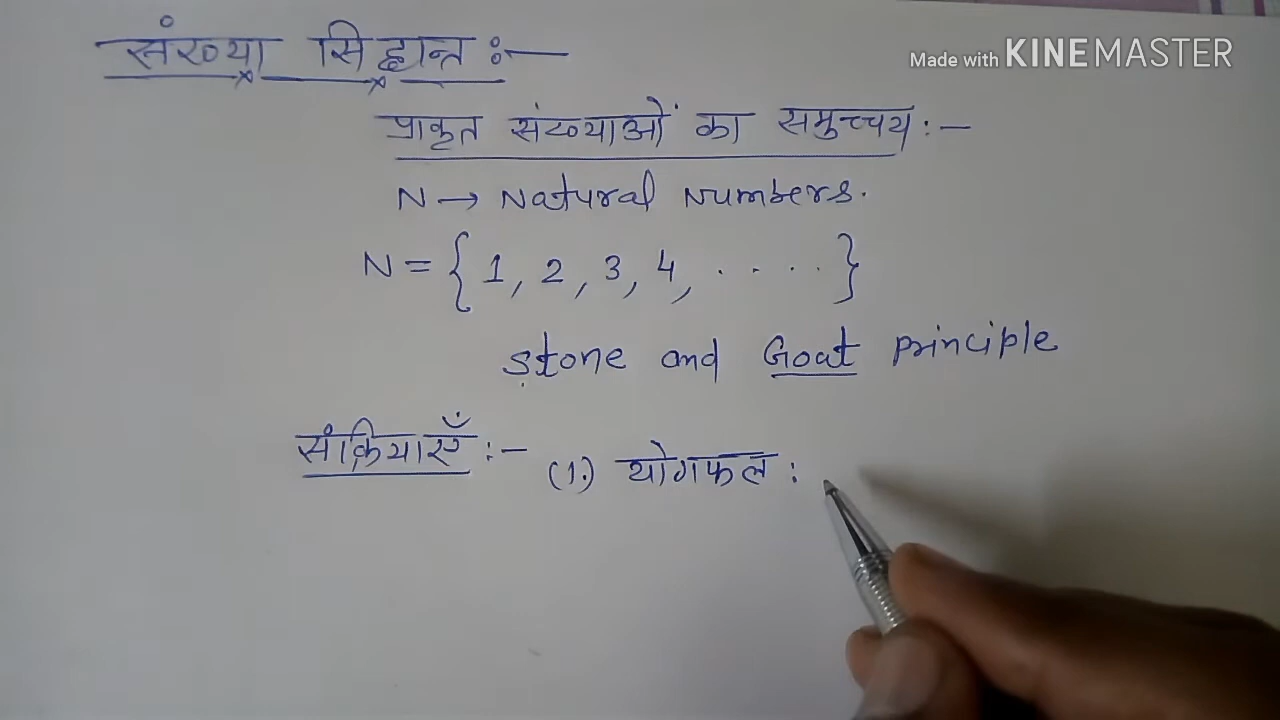 संख्या सिद्धान्त :—
Made with KINEMASTER
प्राकृत संख्याओं का समुच्चय :—
N → Natural Numbers.
N = { 1, 2, 3, 4, . . . . }
Stone and Goat Principle
संक्रियाएँ :—
(1.) योगफल :